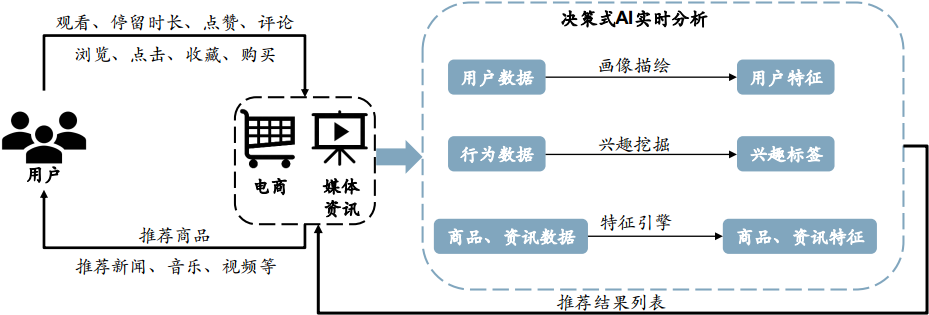 观看、停留时长、点赞、评论
浏览、点击、收藏、购买
用户
推荐商品
推荐新闻、音乐、视频等
电商
媒体
资讯
决策式AI实时分析
用户数据
画像描绘
用户特征
行为数据
兴趣挖掘
兴趣标签
商品、资讯数据
特征引擎
商品、资讯特征
推荐结果列表